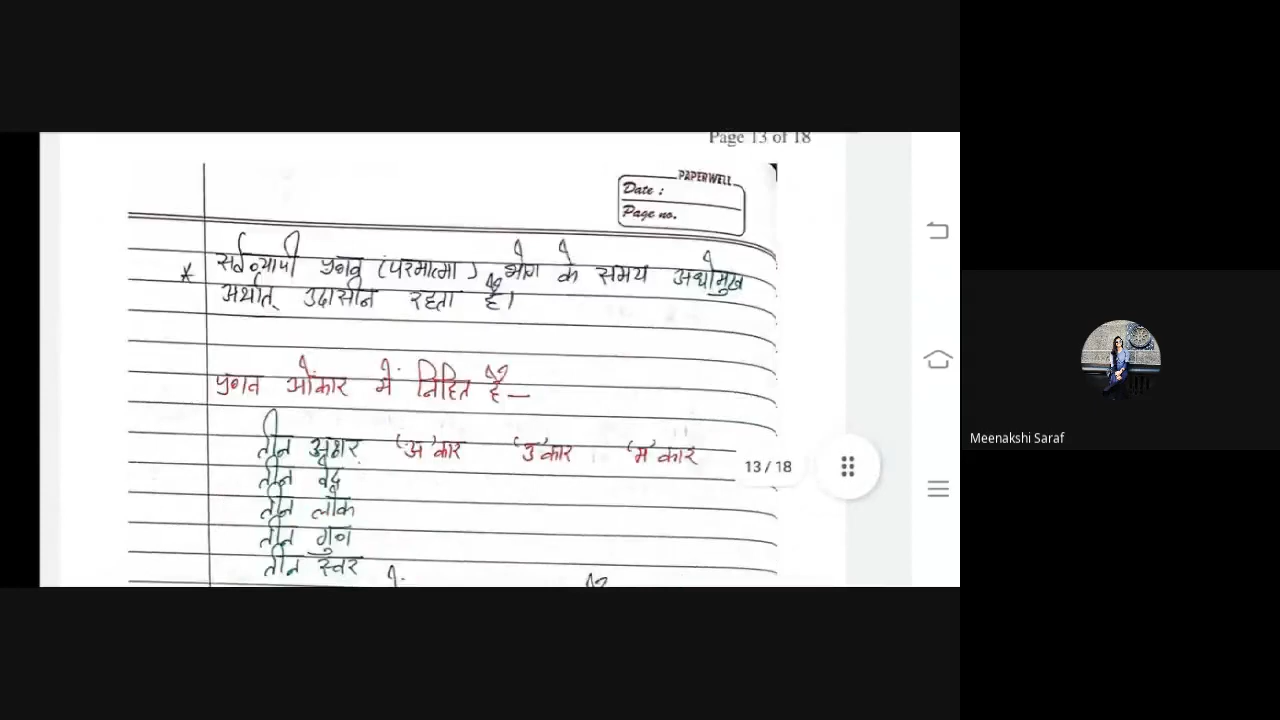 Page 13 of 18
PAPERWELL
Date :
Page no.
* सर्वव्यापी प्रणव (परमात्मा) भोग के समय अधोमुख
अर्थात् उदासीन रहता है।
प्रणव ओंकार में निहित है —
तीन अक्षर 'अ'कार 'उ'कार 'म'कार
तीन वेद
तीन लोक
तीन गुण
तीन स्वर
13 / 18
Meenakshi Saraf